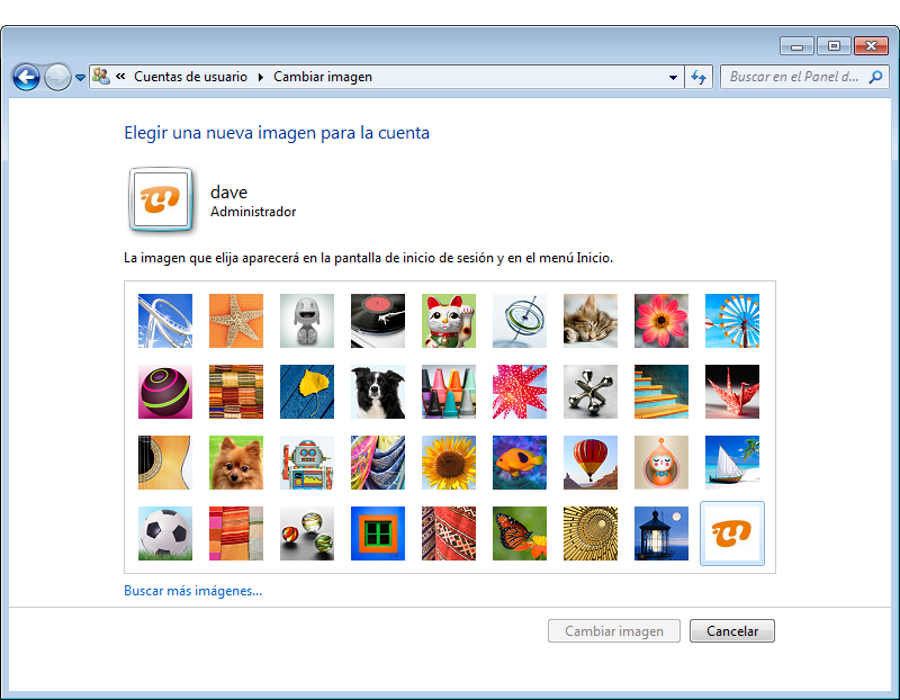 « Cuentas de usuario ▸ Cambiar imagen
Buscar en el Panel d...
Elegir una nueva imagen para la cuenta
dave
Administrador
La imagen que elija aparecerá en la pantalla de inicio de sesión y en el menú Inicio.
Buscar más imágenes...
Cambiar imagen
Cancelar